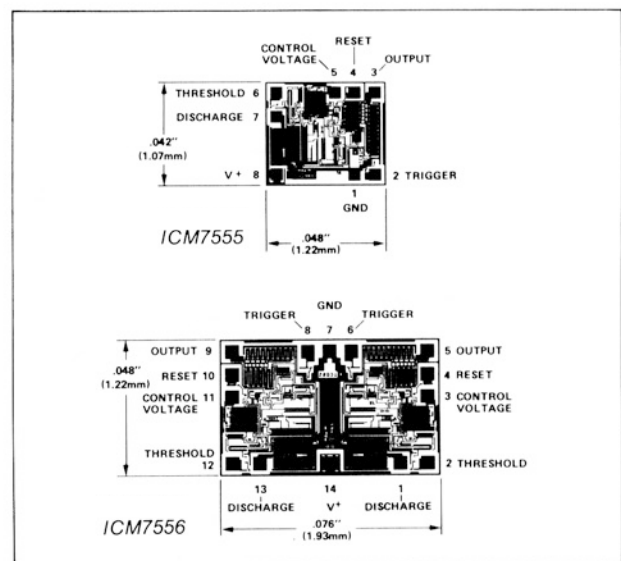 RESET
CONTROL
VOLTAGE
OUTPUT
5 4 3
THRESHOLD 6
DISCHARGE 7
.042"
(1.07mm)
V+ 8
2 TRIGGER
1
GND
ICM7555
.048"
(1.22mm)
GND
TRIGGER
TRIGGER
8 7 6
OUTPUT 9
5 OUTPUT
RESET 10
4 RESET
.048"
(1.22mm)
CONTROL 11
VOLTAGE
3 CONTROL
VOLTAGE
THRESHOLD
12
2 THRESHOLD
13 14 1
DISCHARGE V+ DISCHARGE
ICM7556
.076"
(1.93mm)